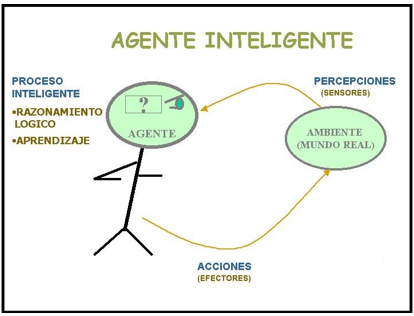 AGENTE INTELIGENTE
PROCESO
INTELIGENTE
•RAZONAMIENTO
LOGICO
•APRENDIZAJE
?
AGENTE
PERCEPCIONES
(SENSORES)
AMBIENTE
(MUNDO REAL)
ACCIONES
(EFECTORES)